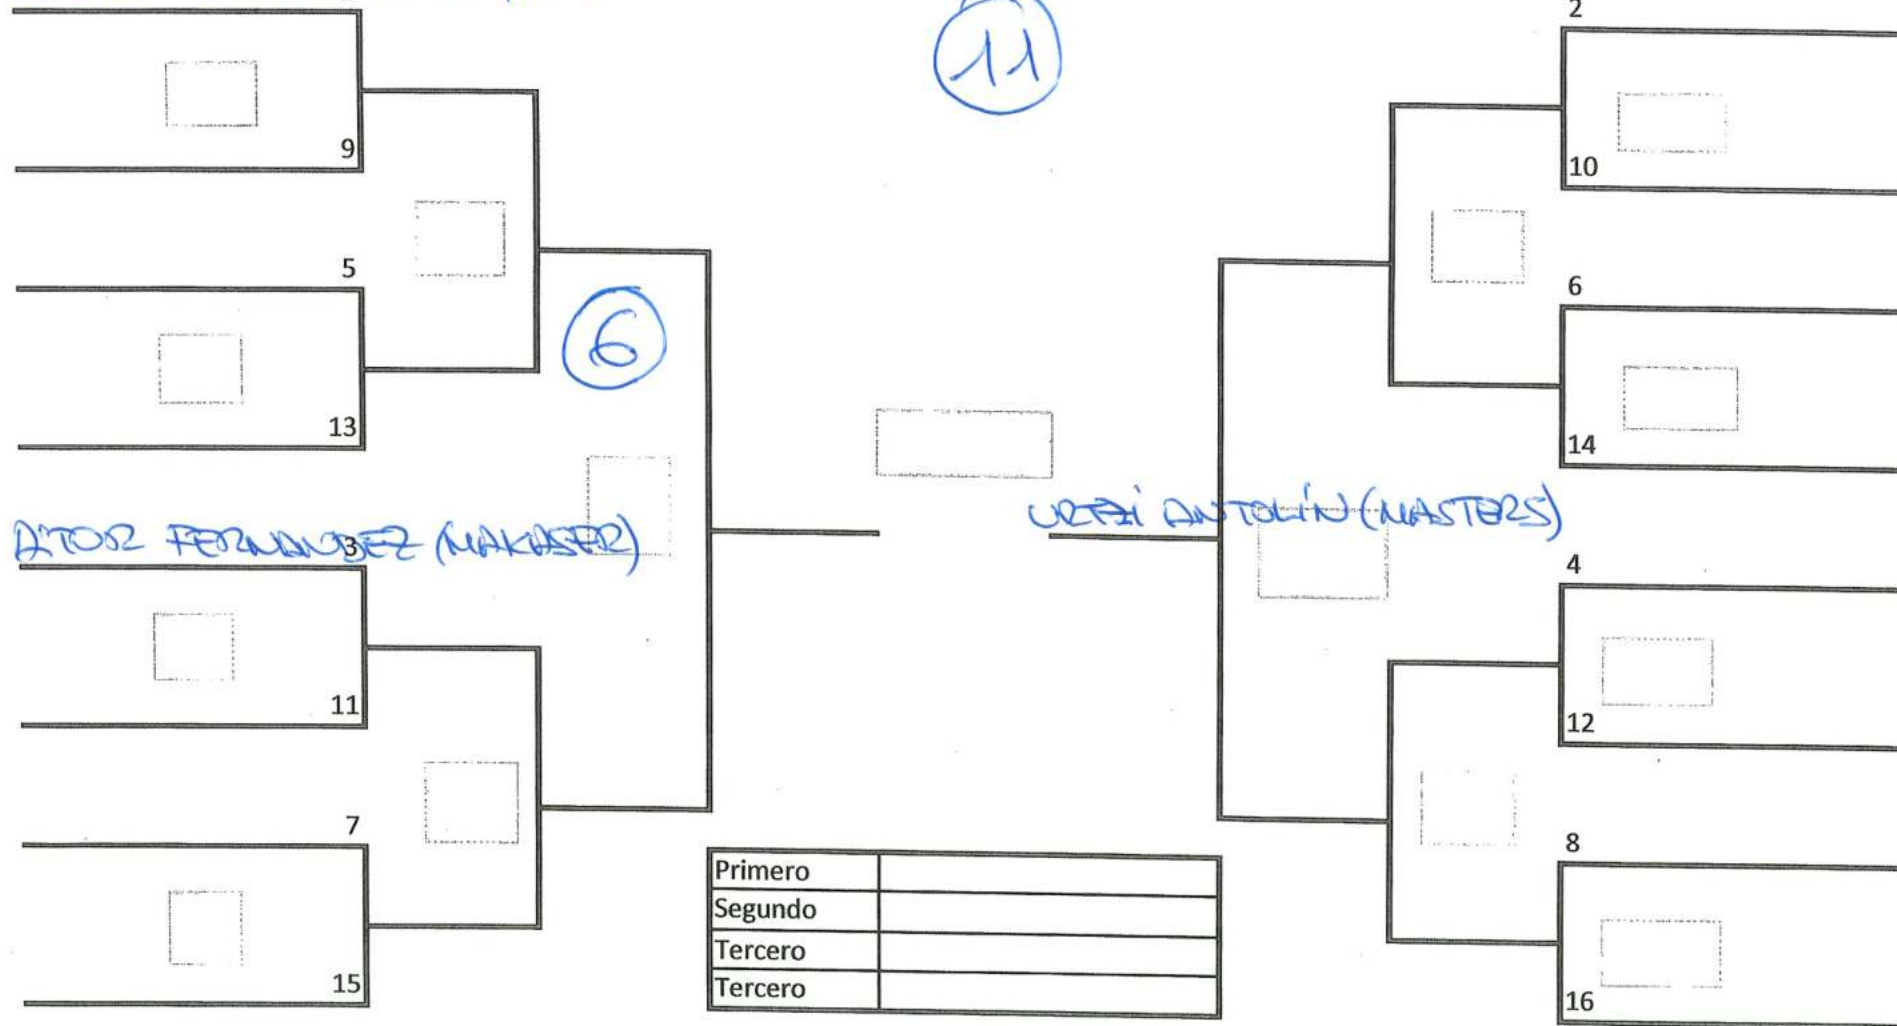 11
2
9
10
5
6
6
13
14
AITOR FERNANDEZ (MAKASER)
3
URTZI ANTOLÍN (MASTERS)
4
11
12
7
8
Primero
Segundo
Tercero
Tercero
15
16